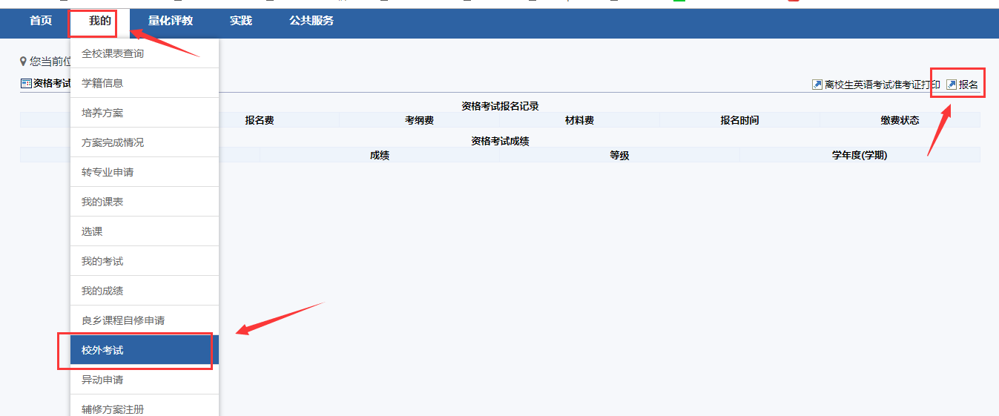 首页 我的 量化评教 实践 公共服务
全校课表查询
您当前位
学籍信息
资格考试 离校生英语考试准考证打印 报名
资格考试报名记录
培养方案
报名费 考纲费 材料费 报名时间 缴费状态
方案完成情况
资格考试成绩
成绩 等级 学年度(学期)
转专业申请
我的课表
选课
我的考试
我的成绩
良乡课程自修申请
校外考试
异动申请
辅修方案注册